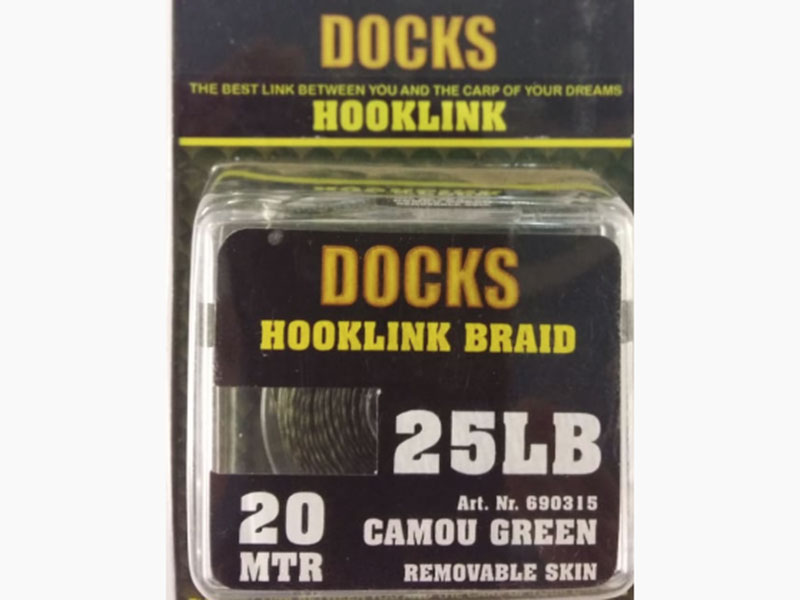 DOCKS
THE BEST LINK BETWEEN YOU AND THE CARP OF YOUR DREAMS
HOOKLINK
DOCKS
HOOKLINK BRAID
25LB
20
MTR
Art. Nr. 690315
CAMOU GREEN
REMOVABLE SKIN